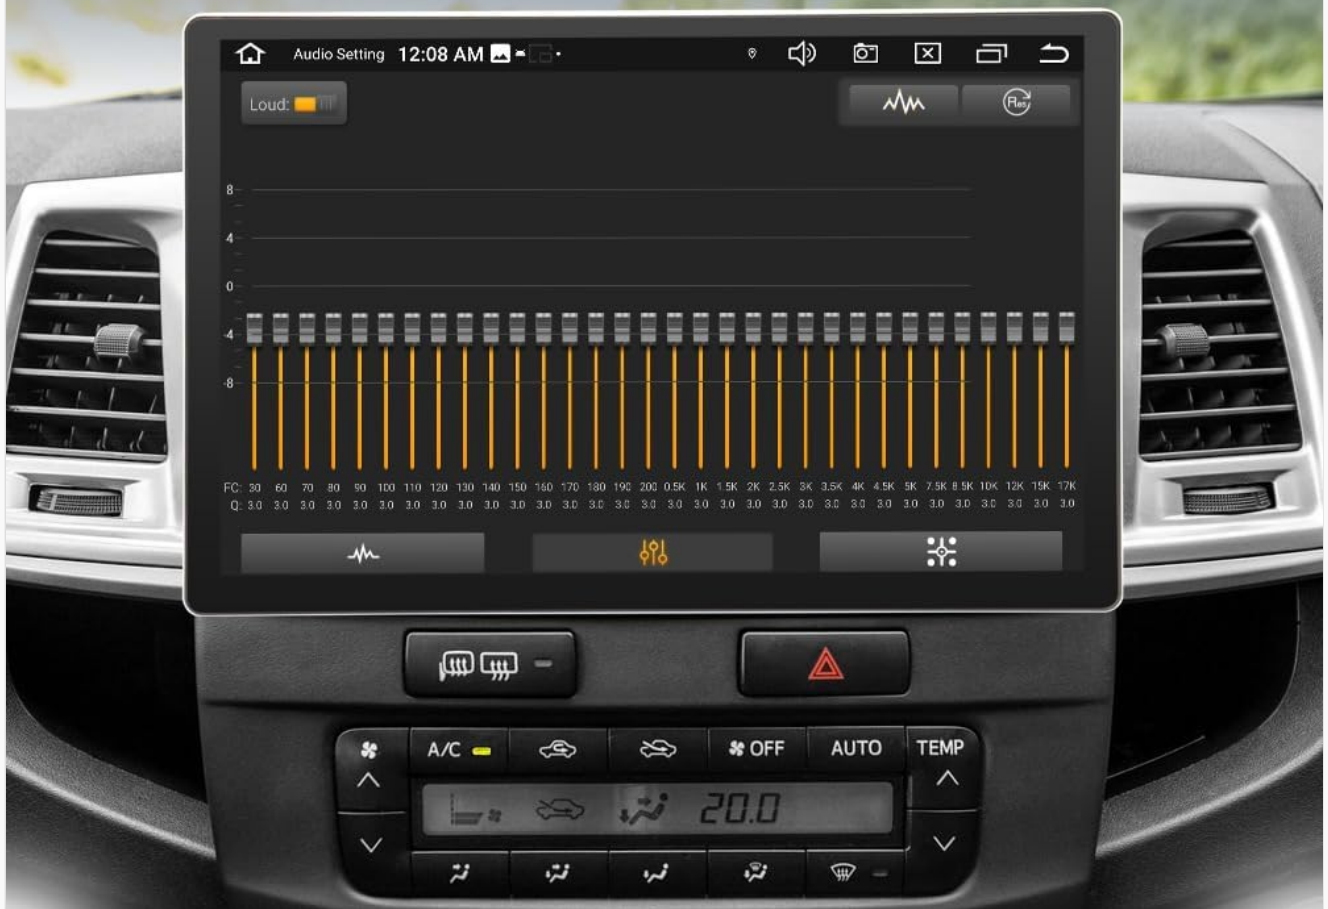 Audio Setting 12:08 AM
Loud:
Res
8
4
0
-4
-8
FC: 30 60 70 80 90 100 110 120 130 140 150 160 170 180 190 200 0.5K 1K 1.5K 2K 2.5K 3K 3.5K 4K 4.5K 5K 7.5K 8.5K 10K 12K 15K 17K
Q: 3.0 3.0 3.0 3.0 3.0 3.0 3.0 3.0 3.0 3.0 3.0 3.0 3.0 3.0 3.0 3.0 3.0 3.0 3.0 3.0 3.0 3.0 3.0 3.0 3.0 3.0 3.0 3.0 3.0 3.0 3.0 3.0
A/C OFF AUTO TEMP
20.0